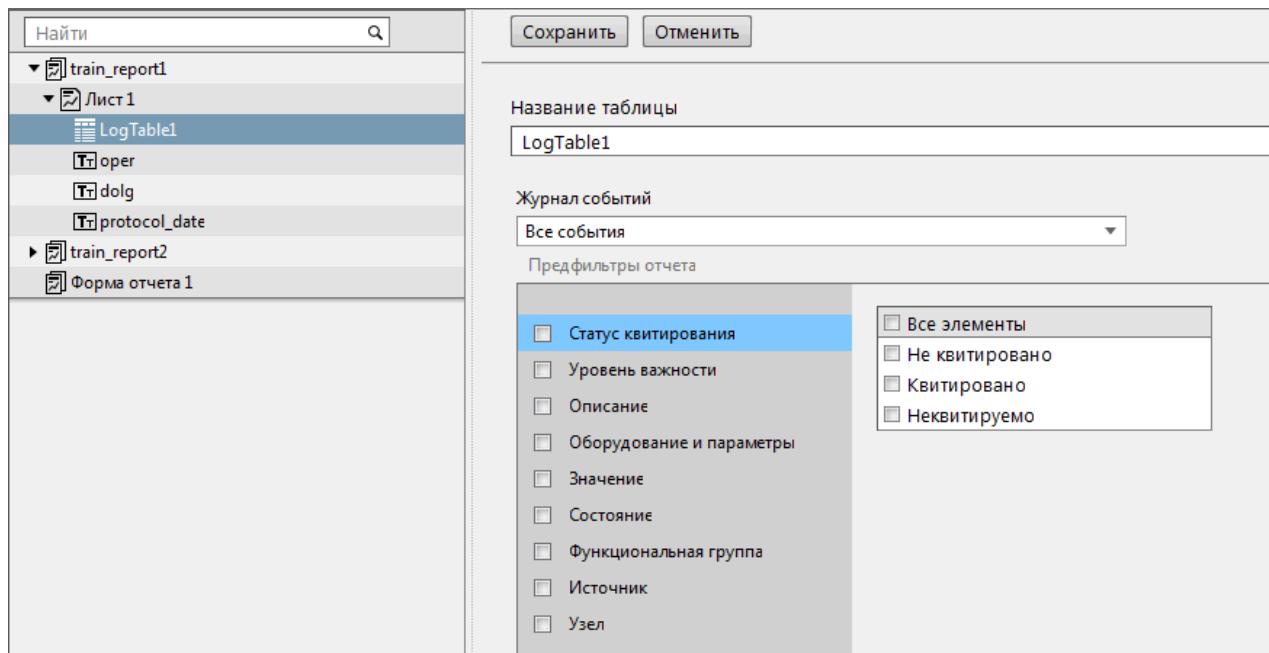 Найти
train_report1
Лист 1
LogTable1
oper
dolg
protocol_date
train_report2
Форма отчета 1
Сохранить Отменить
Название таблицы
LogTable1
Журнал событий
Все события
Предфильтры отчета
Статус квитирования
Уровень важности
Описание
Оборудование и параметры
Значение
Состояние
Функциональная группа
Источник
Узел
Все элементы
Не квитировано
Квитировано
Неквитируемо